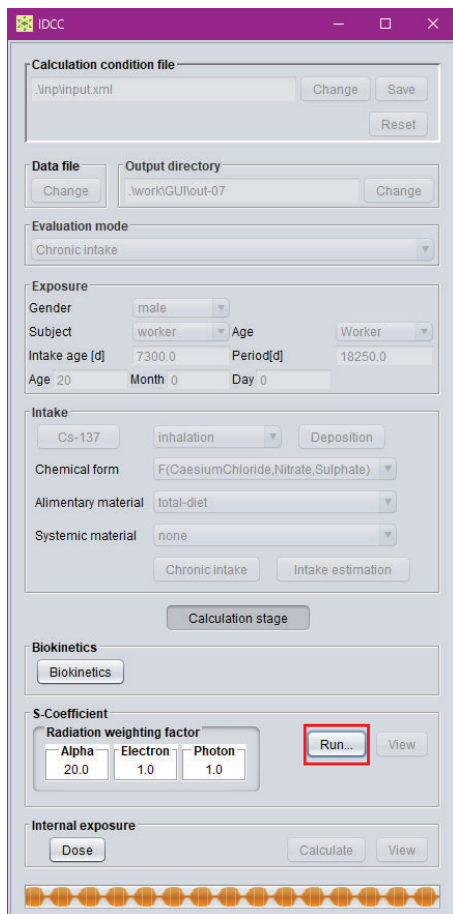 IDCC
Calculation condition file
.\inp\input.xml Change Save
Reset
Data file Output directory
Change .\work\GUI\out-07 Change
Evaluation mode
Chronic intake
Exposure
Gender male
Subject worker Age Worker
Intake age [d] 7300.0 Period[d] 18250.0
Age 20 Month 0 Day 0
Intake
Cs-137 inhalation Deposition
Chemical form F(CaesiumChloride,Nitrate,Sulphate)
Alimentary material total-diet
Systemic material none
Chronic intake Intake estimation
Calculation stage
Biokinetics
Biokinetics
S-Coefficient
Radiation weighting factor
Alpha Electron Photon Run... View
20.0 1.0 1.0
Internal exposure
Dose Calculate View